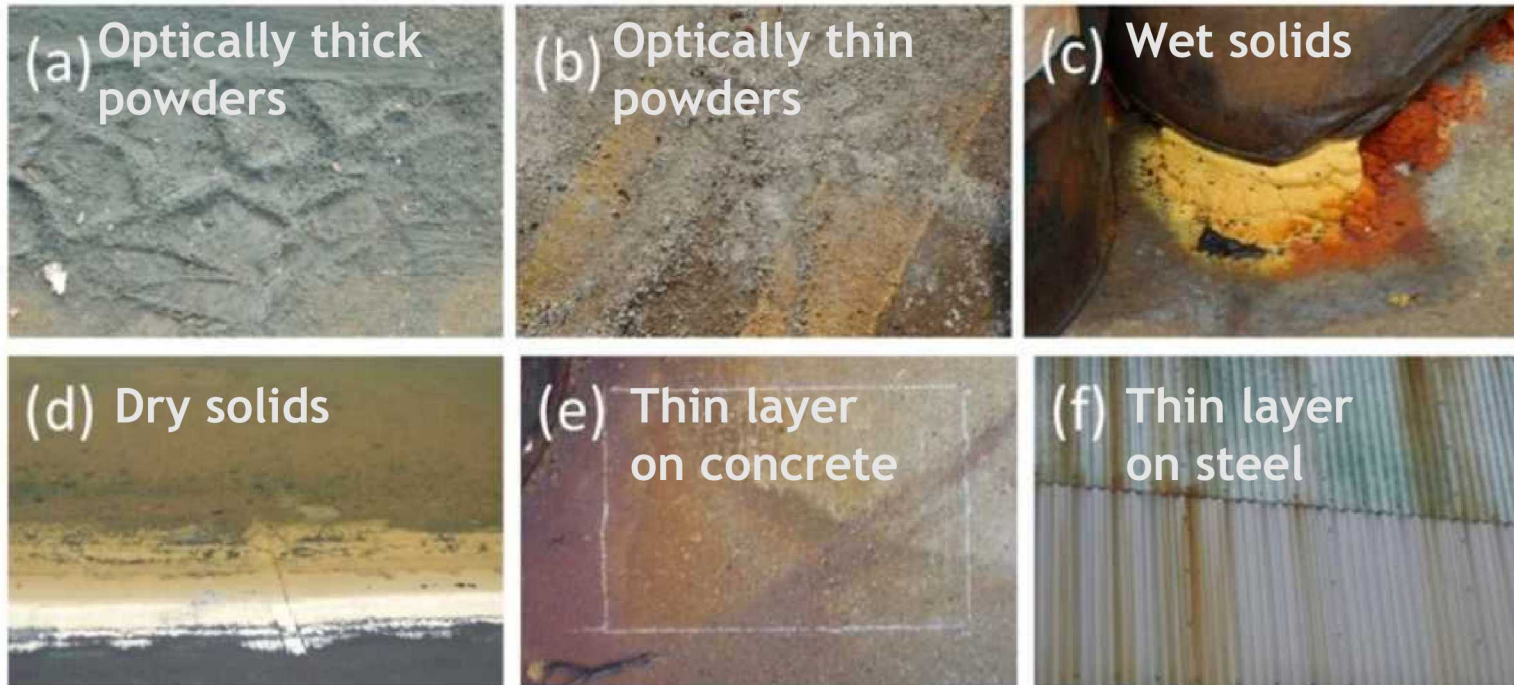 (a) Optically thick
powders
(b) Optically thin
powders
(c) Wet solids
(d) Dry solids
(e) Thin layer
on concrete
(f) Thin layer
on steel